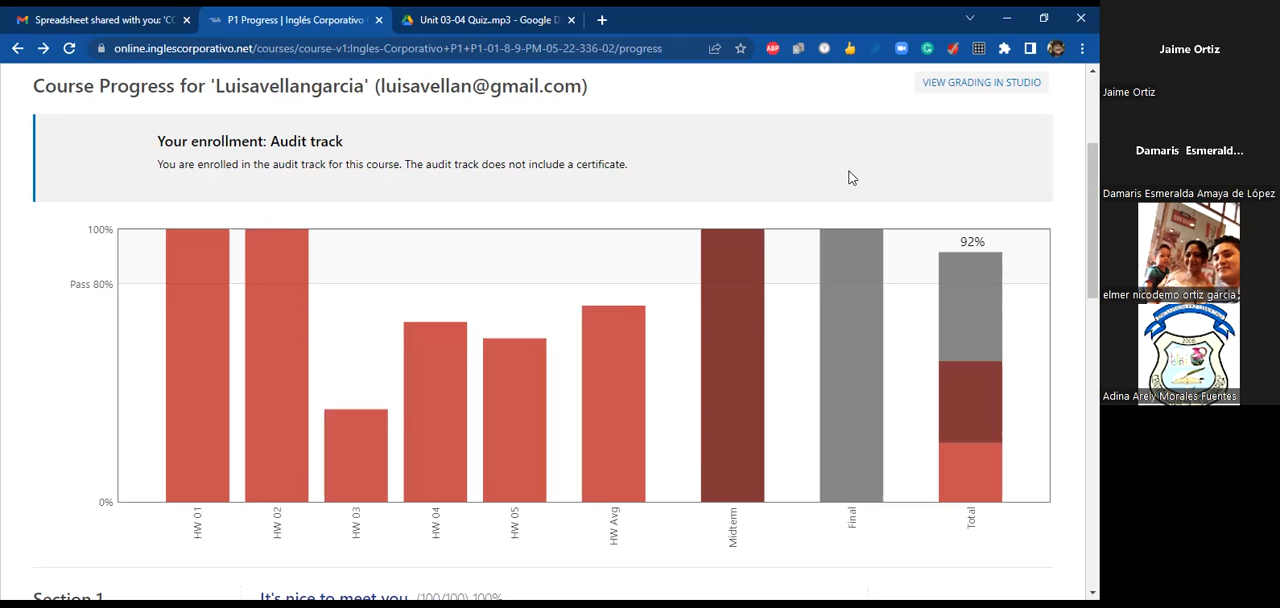 Spreadsheet shared with you: 'CC
P1 Progress | Inglés Corporativo
Unit 03-04 Quiz..mp3 - Google D
online.inglescorporativo.net/courses/course-v1:Ingles-Corporativo+P1+P1-01-8-9-PM-05-22-336-02/progress
Course Progress for 'Luisavellangarcia' (luisavellan@gmail.com)
VIEW GRADING IN STUDIO
Your enrollment: Audit track
You are enrolled in the audit track for this course. The audit track does not include a certificate.
100%
Pass 80%
0%
92%
HW 01
HW 02
HW 03
HW 04
HW 05
HW Avg
Midterm
Final
Total
Section 1
It's nice to meet you (100/100) 100%
Jaime Ortiz
Jaime Ortiz
Damaris Esmerald...
Damaris Esmeralda Amaya de López
elmer nicodemo ortiz garcia
2008
Adina Arely Morales Fuentes
ABP